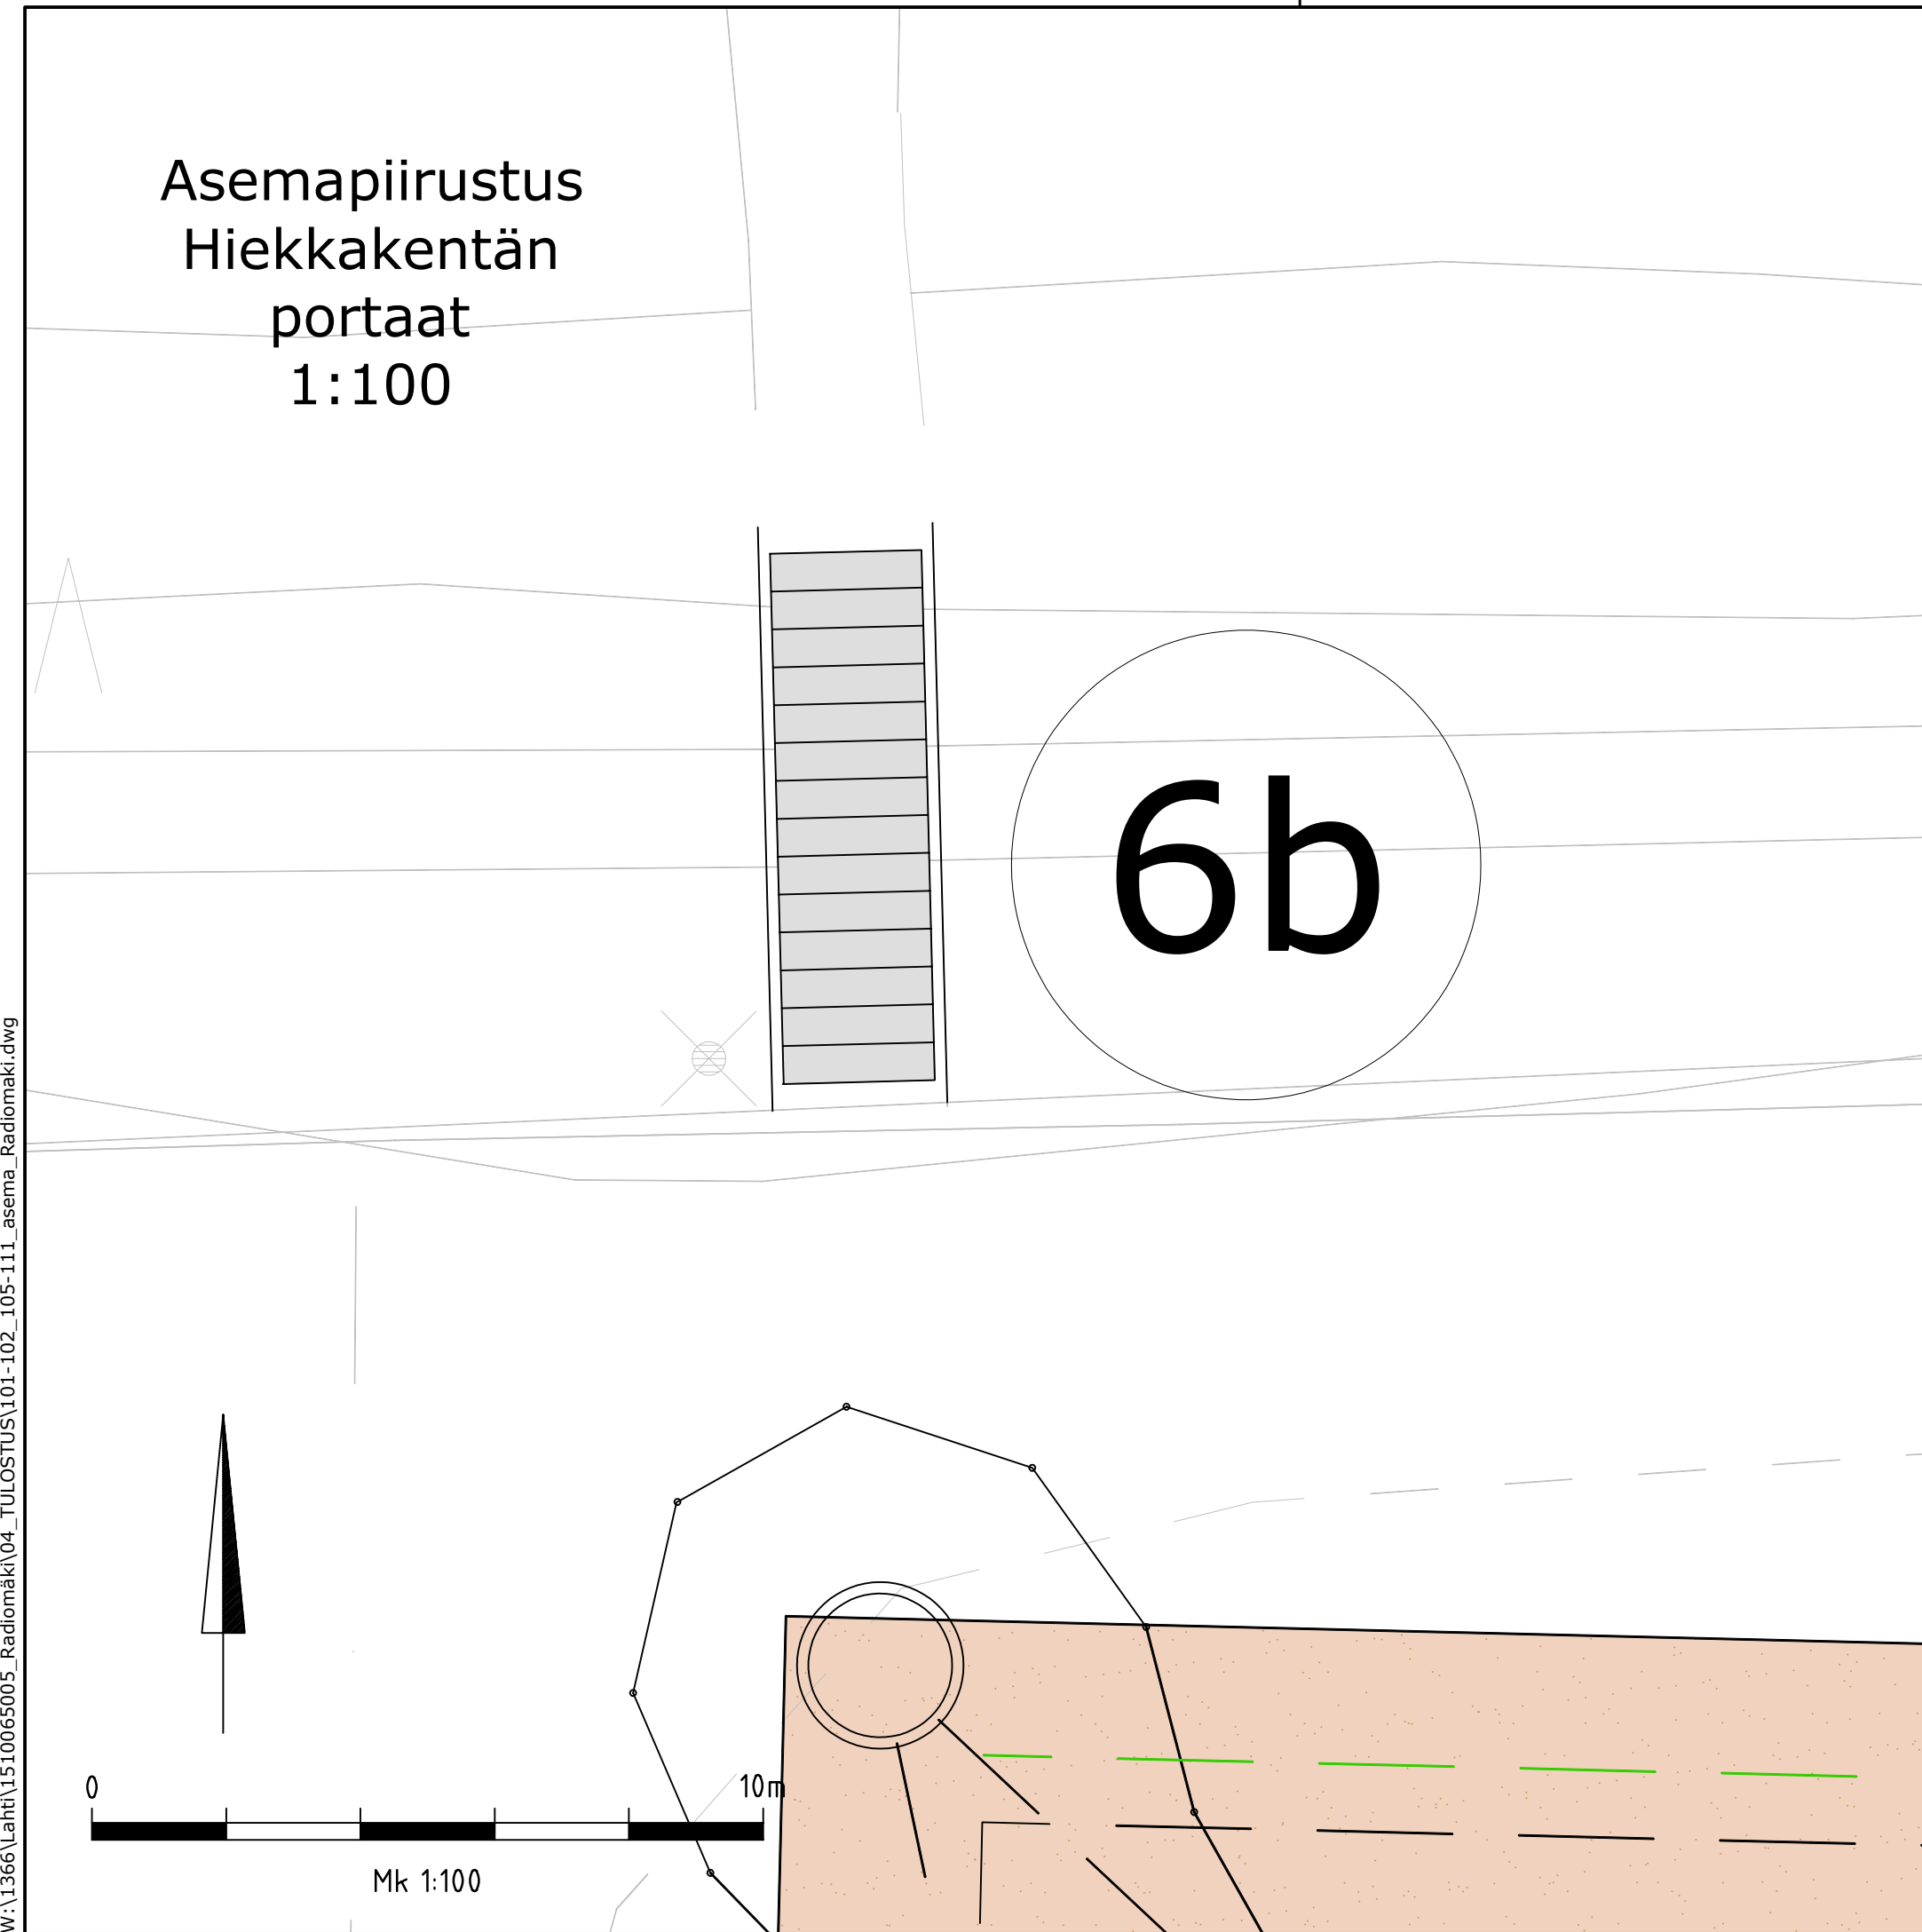 Asemapiirustus
Hiekkakentän
portaat
1:100
6b
0 10m
Mk 1:100
W:\1366\Lahti\1510065005_Radiomäki\04_TULOSTUS\101-102_105-111_asema_Radiomaki.dwg